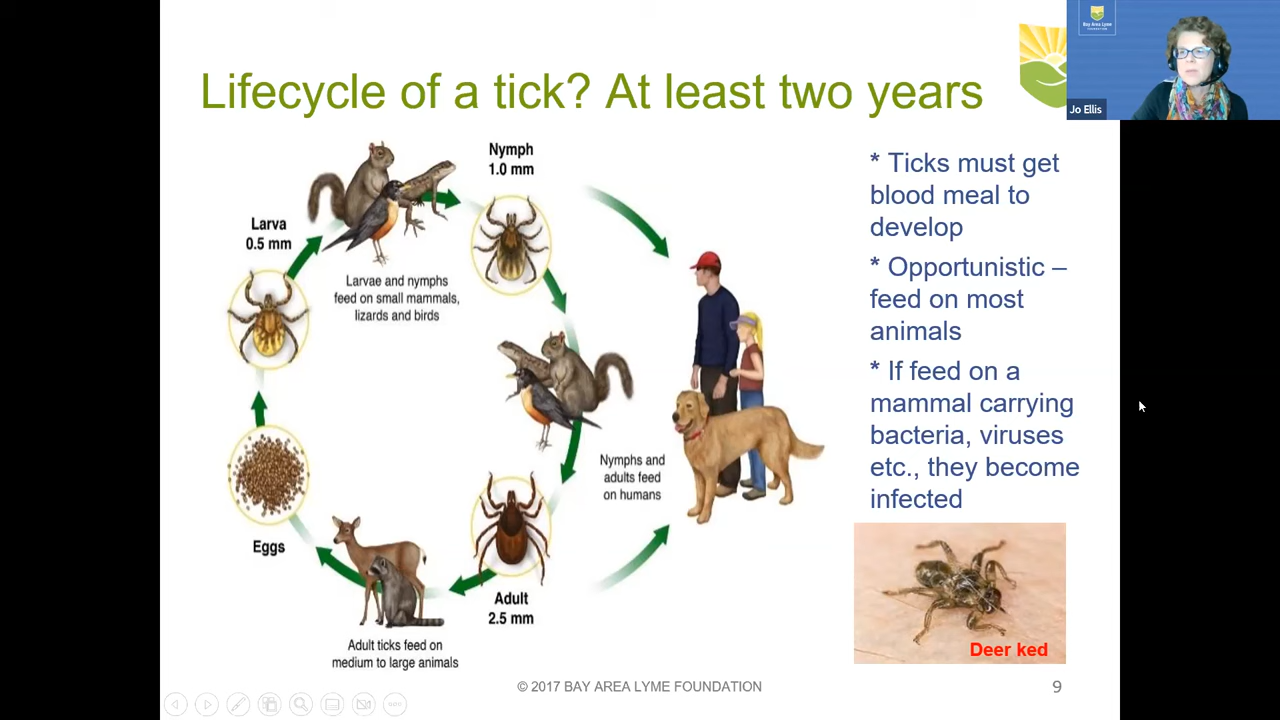 Bay Area Lyme
FOUNDATION
Jo Ellis
Lifecycle of a tick? At least two years
Nymph
1.0 mm
Larva
0.5 mm
Larvae and nymphs
feed on small mammals,
lizards and birds
Nymphs and
adults feed
on humans
Eggs
Adult
2.5 mm
Adult ticks feed on
medium to large animals
* Ticks must get
blood meal to
develop
* Opportunistic –
feed on most
animals
* If feed on a
mammal carrying
bacteria, viruses
etc., they become
infected
Deer ked
© 2017 BAY AREA LYME FOUNDATION
9